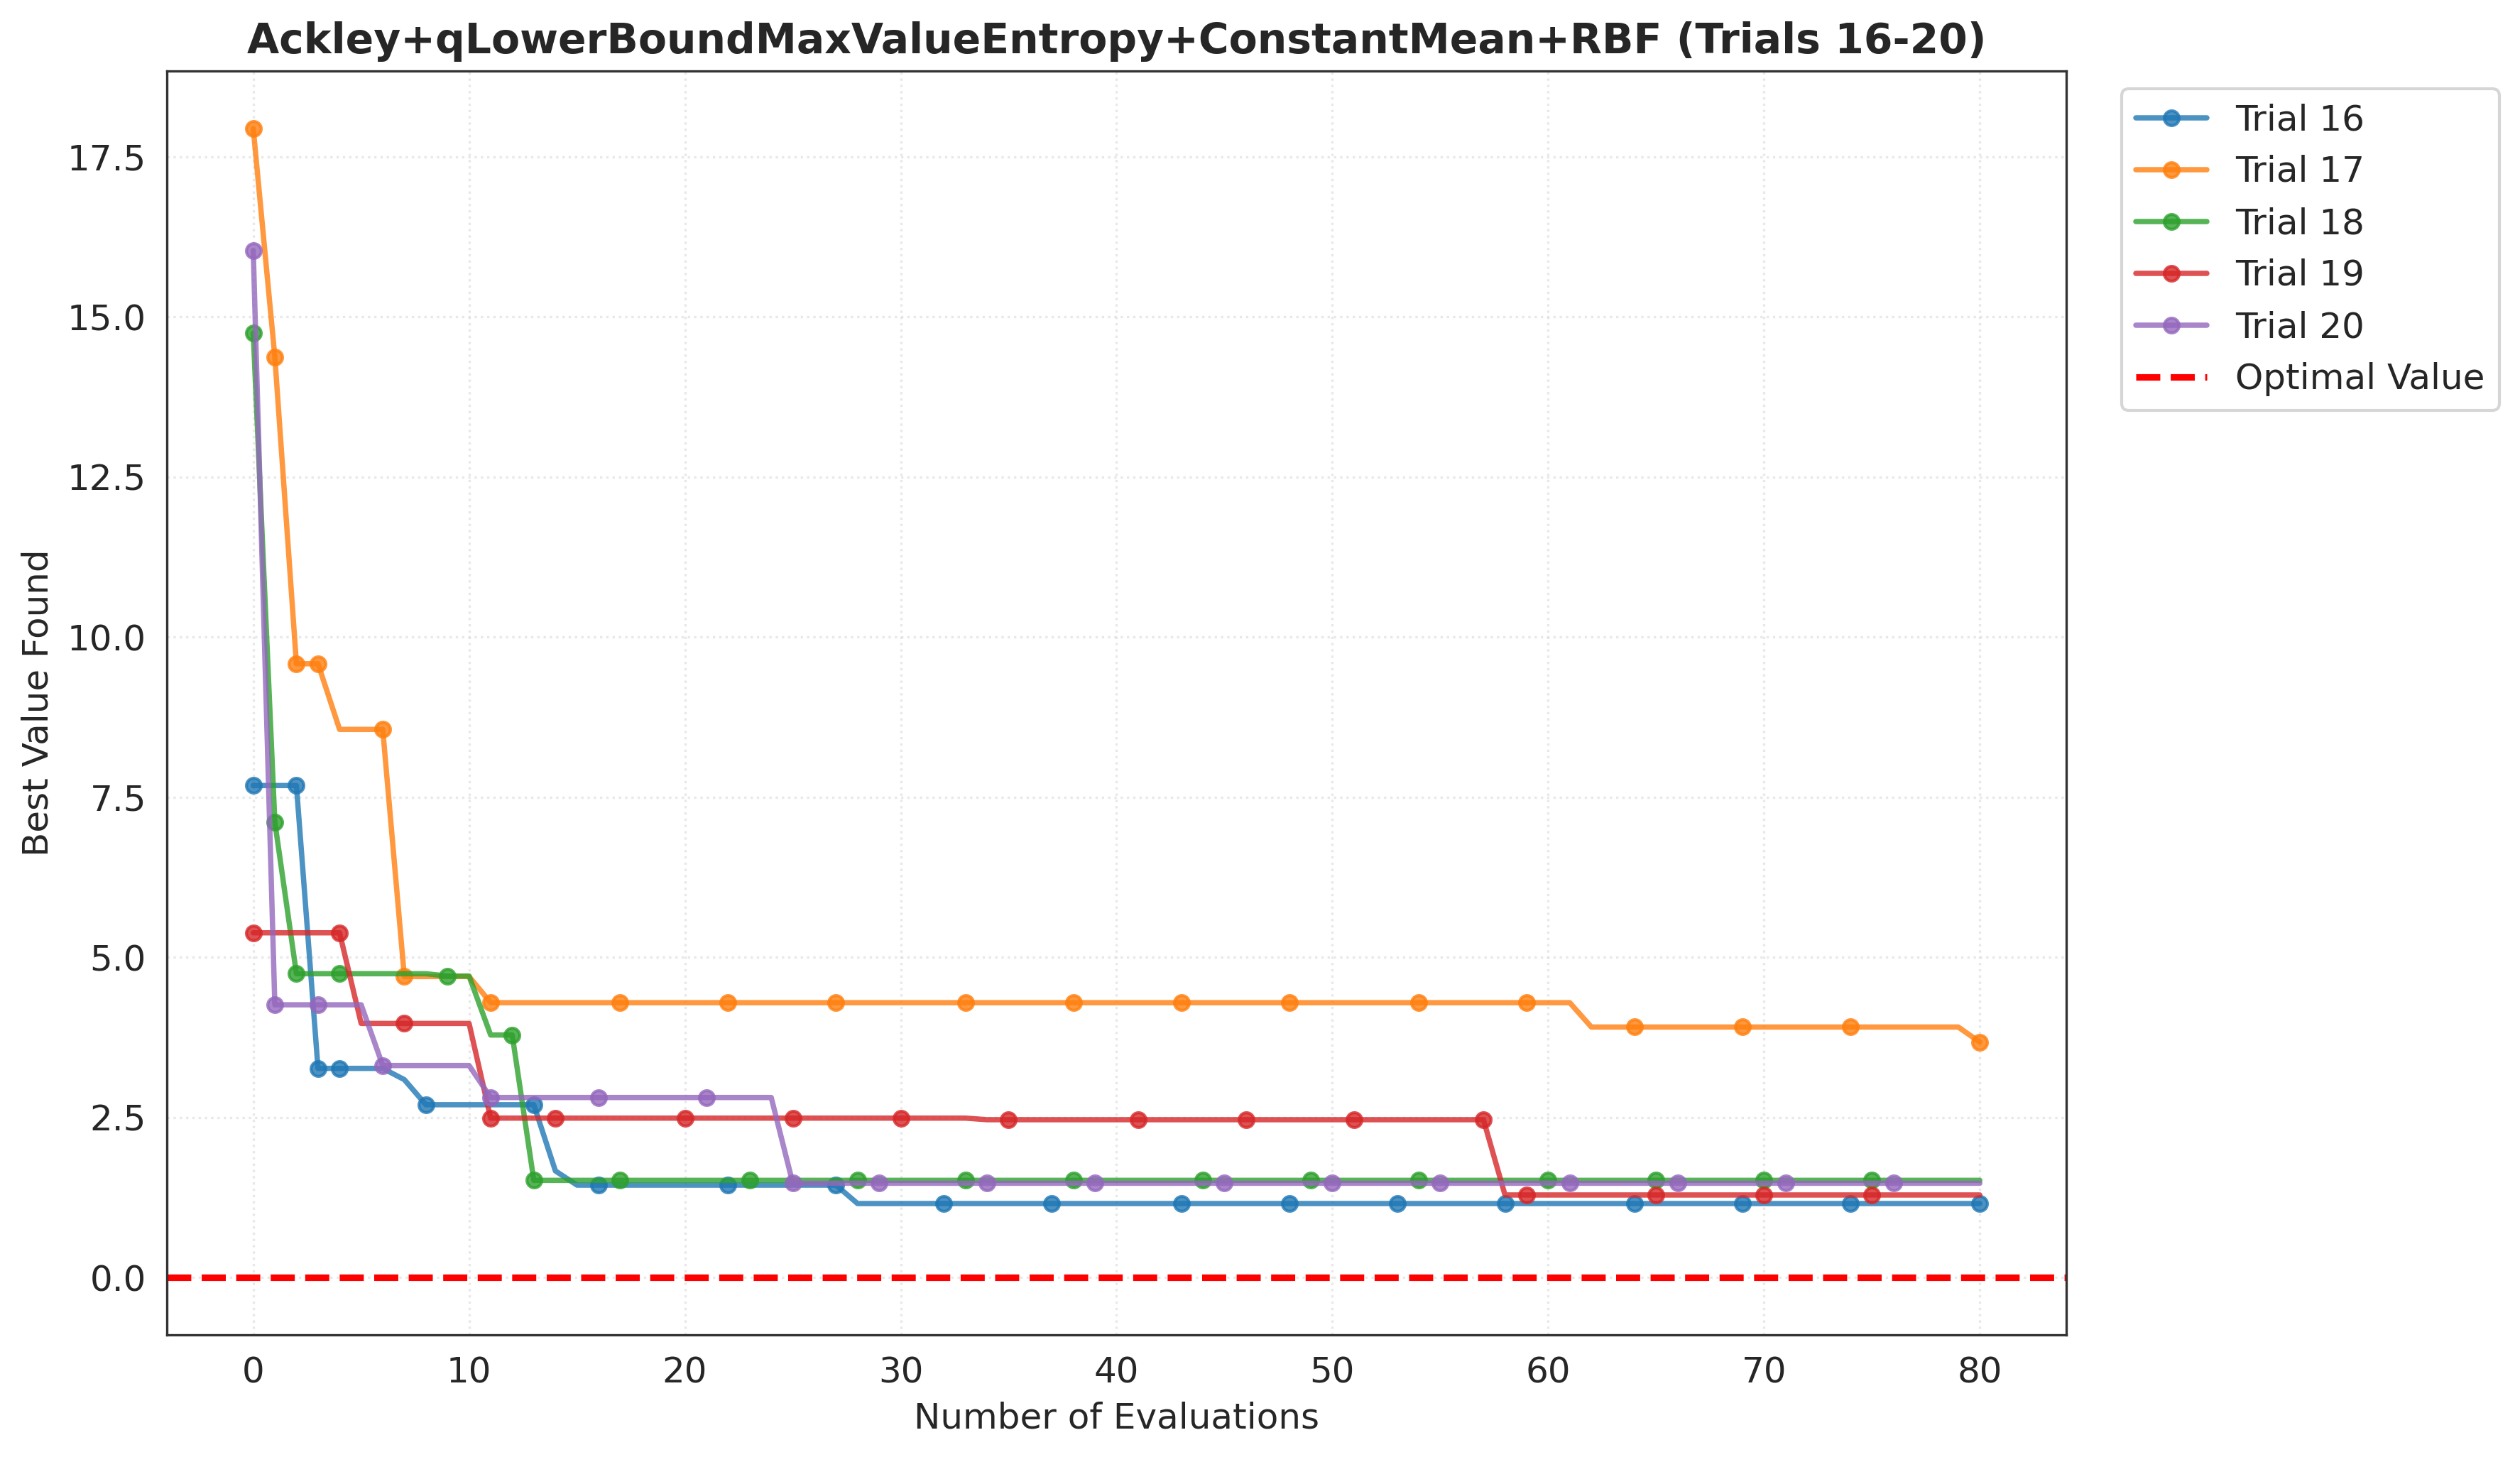 Ackley+qLowerBoundMaxValueEntropy+ConstantMean+RBF (Trials 16-20)
Trial 16
Trial 17
Trial 18
Trial 19
Trial 20
Optimal Value
Best Value Found
17.5
15.0
12.5
10.0
7.5
5.0
2.5
0.0
0 10 20 30 40 50 60 70 80
Number of Evaluations